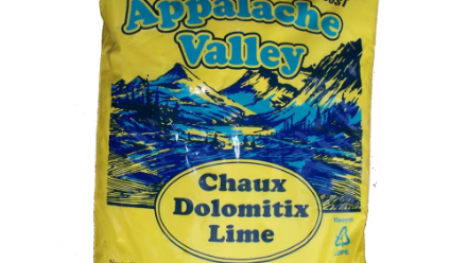 Appalache
Valley
Chaux
Dolomitix
Lime